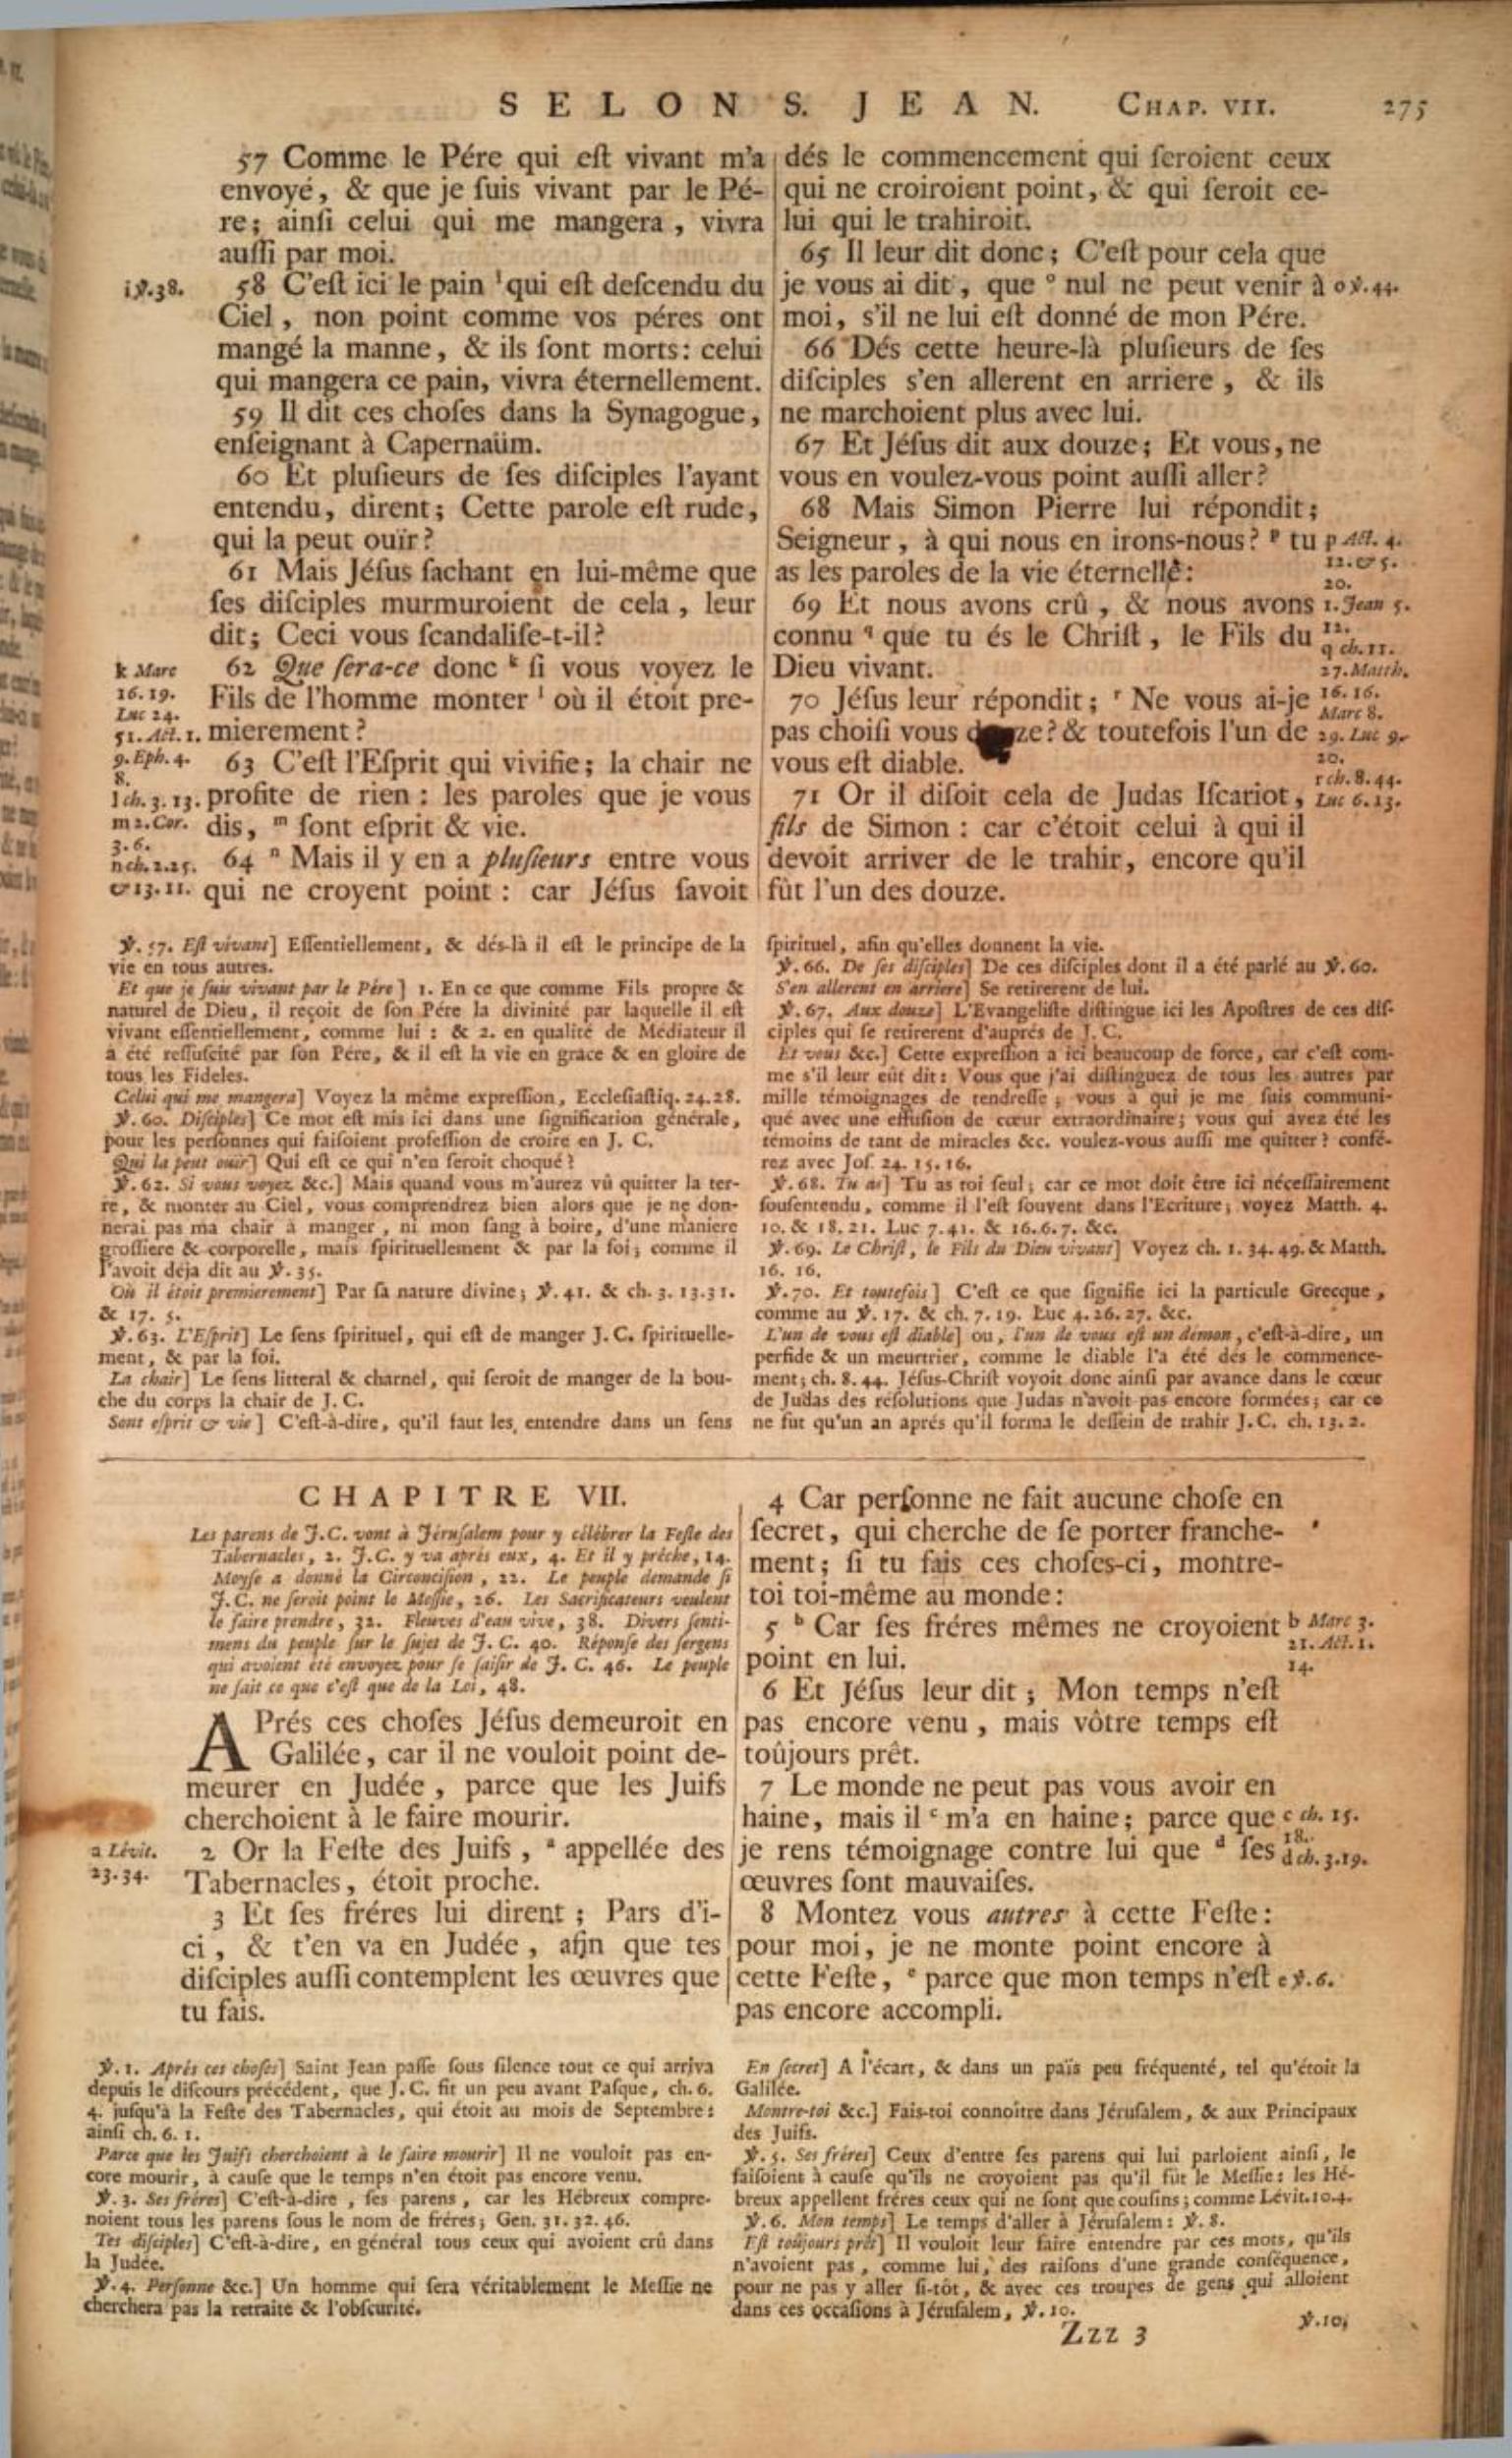 SELON S. JEAN. CHAP. VII. 275
57 Comme le Pére qui eſt vivant m'a
envoyé, & que je ſuis vivant par le Pé-
re; ainſi celui qui me mangera, vivra
auſſi par moi.
i ℣.38.
58 C'eſt ici le pain i qui eſt deſcendu du
Ciel, non point comme vos péres ont
mangé la manne, & ils ſont morts: celui
qui mangera ce pain, vivra éternellement.
59 Il dit ces choſes dans la Synagogue,
enſeignant à Capernaüm.
60 Et pluſieurs de ſes diſciples l'ayant
entendu, dirent; Cette parole eſt rude,
qui la peut ouïr?
61 Mais Jéſus ſachant en lui-même que
ſes diſciples murmuroient de cela, leur
dit; Ceci vous ſcandaliſe-t-il?
k Marc
16.19.
Luc 24.
51. Act. 1.
9. Eph. 4.
8.
l ch. 3. 13.
m 2. Cor.
3.6.
n ch. 2.25.
& 13.11.
62 Que ſera-ce donc k ſi vous voyez le
Fils de l'homme monter l où il étoit pre-
mierement?
63 C'eſt l'Eſprit qui vivifie; la chair ne
profite de rien: les paroles que je vous
dis, m ſont eſprit & vie.
64 n Mais il y en a pluſieurs entre vous
qui ne croyent point: car Jéſus ſavoit
dés le commencement qui ſeroient ceux
qui ne croiroient point, & qui ſeroit ce-
lui qui le trahiroit.
65 Il leur dit donc; C'eſt pour cela que
je vous ai dit, que o nul ne peut venir à
moi, s'il ne lui eſt donné de mon Pére.
o ℣.44.
66 Dés cette heure-là pluſieurs de ſes
diſciples s'en allerent en arriere, & ils
ne marchoient plus avec lui.
67 Et Jéſus dit aux douze; Et vous, ne
vous en voulez-vous point auſſi aller?
68 Mais Simon Pierre lui répondit;
Seigneur, à qui nous en irons-nous? p tu
as les paroles de la vie éternelle:
69 Et nous avons crû, & nous avons
connu q que tu és le Chriſt, le Fils du
Dieu vivant.
70 Jéſus leur répondit; r Ne vous ai-je
pas choiſi vous & toutefois l'un de
vous eſt diable.
71 Or il diſoit cela de Judas Iſcariot,
fils de Simon: car c'étoit celui à qui il
devoit arriver de le trahir, encore qu'il
fût l'un des douze.
p Act. 4.
12. & 5.
20.
1. Jean 5.
12.
q ch. 11.
27. Matth.
16. 16.
Marc 8.
29. Luc 9.
20.
r ch. 8. 44.
Luc 6.13.
℣. 57. Eſt vivant] Eſſentiellement, & dés-là il eſt le principe de la
vie en tous autres.
Et que je ſuis vivant par le Pére] 1. En ce que comme Fils propre &
naturel de Dieu, il reçoit de ſon Pére la divinité par laquelle il eſt
vivant eſſentiellement, comme lui: & 2. en qualité de Mediateur il
a été reſſuſcité par ſon Pére, & il eſt la vie en grace & en gloire de
tous les Fideles.
Celui qui me mangera] Voyez la même expreſſion, Eccleſiaſtiq. 24.28.
℣. 60. Diſciples] Ce mot eſt mis ici dans une ſignification générale,
pour les perſonnes qui faiſoient profeſſion de croire en J. C.
Qui la peut ouïr] Qui eſt ce qui n'en ſeroit choqué?
℣. 62. Si vous voyez &c.] Mais quand vous m'aurez vû quitter la ter-
re, & monter au Ciel, vous comprendrez bien alors que je ne don-
nerai pas ma chair à manger, ni mon ſang à boire, d'une maniere
groſſiere & corporelle, mais ſpirituellement & par la foi; comme il
l'avoit déja dit au ℣. 35.
Où il étoit premierement] Par ſa nature divine; ℣. 41. & ch. 3. 13.31.
& 17. 5.
℣. 63. L'Eſprit] Le ſens ſpirituel, qui eſt de manger J. C. ſpirituelle-
ment, & par la foi.
La chair] Le ſens litteral & charnel, qui ſeroit de manger de la bou-
che du corps la chair de J. C.
Sont eſprit & vie] C'eſt-à-dire, qu'il faut les entendre dans un ſens
ſpirituel, afin qu'elles donnent la vie.
℣. 66. De ſes diſciples] De ces diſciples dont il a été parlé au ℣. 60.
S'en allerent en arriere] Se retirerent de lui.
℣. 67. Aux douze] L'Evangeliſte diſtingue ici les Apoſtres de ces diſ-
ciples qui ſe retirerent d'auprés de J. C.
Et vous &c.] Cette expreſſion a ici beaucoup de force, car c'eſt com-
me s'il leur eût dit: Vous que j'ai diſtinguez de tous les autres par
mille témoignages de tendreſſe; vous à qui je me ſuis communi-
qué avec une effuſion de cœur extraordinaire; vous qui avez été les
témoins de tant de miracles &c. voulez-vous auſſi me quitter? confé-
rez avec Joſ. 24. 15. 16.
℣. 68. Tu as] Tu as toi ſeul; car ce mot doit être ici néceſſairement
ſouſentendu, comme il l'eſt ſouvent dans l'Ecriture; voyez Matth. 4.
10. & 18. 21. Luc 7.41. & 16.6.7. &c.
℣. 69. Le Chriſt, le Fils du Dieu vivant] Voyez ch. 1. 34. 49. & Matth.
16. 16.
℣. 70. Et toutefois] C'eſt ce que ſignifie ici la particule Grecque,
comme au ℣. 17. & ch. 7. 19. Luc 4. 26. 27. &c.
L'un de vous eſt diable] ou, l'un de vous eſt un démon, c'eſt-à-dire, un
perfide & un meurtrier, comme le diable l'a été dés le commence-
ment; ch. 8. 44. Jéſus-Chriſt voyoit donc ainſi par avance dans le cœur
de Judas des réſolutions que Judas n'avoit pas encore formées; car ce
ne fut qu'un an aprés qu'il forma le deſſein de trahir J. C. ch. 13. 2.
CHAPITRE VII.
Les parens de J.C. vont à Jéruſalem pour y célébrer la Feſte des
Tabernacles, 2. J.C. y va aprés eux, 4. Et il y prêche, 14.
Moyſe a donné la Circonciſion, 22. Le peuple demande ſi
J.C. ne ſeroit point le Meſſie, 26. Les Sacrificateurs veulent
le faire prendre, 32. Fleuves d'eau vive, 38. Divers ſenti-
mens du peuple ſur le ſujet de J. C. 40. Réponſe des ſergens
qui avoient été envoyez pour ſe ſaiſir de J. C. 46. Le peuple
ne ſait ce que c'eſt que de la Loi, 48.
APrés ces choſes Jéſus demeuroit en
Galilée, car il ne vouloit point de-
meurer en Judée, parce que les Juifs
cherchoient à le faire mourir.
a Lévit.
23.34.
2 Or la Feſte des Juifs, a appellée des
Tabernacles, étoit proche.
3 Et ſes fréres lui dirent; Pars d'i-
ci, & t'en va en Judée, afin que tes
diſciples auſſi contemplent les œuvres que
tu fais.
4 Car perſonne ne fait aucune choſe en
ſecret, qui cherche de ſe porter franche-
ment; ſi tu fais ces choſes-ci, montre-
toi toi-même au monde:
5 b Car ſes fréres mêmes ne croyoient
point en lui.
b Marc 3.
21. Act. 1.
14.
6 Et Jéſus leur dit; Mon temps n'eſt
pas encore venu, mais vôtre temps eſt
toûjours prêt.
7 Le monde ne peut pas vous avoir en
haine, mais il c m'a en haine; parce que
je rens témoignage contre lui que d ſes
œuvres ſont mauvaiſes.
c ch. 15.
18.
d ch. 3.19.
8 Montez vous autres à cette Feſte:
pour moi, je ne monte point encore à
cette Feſte, e parce que mon temps n'eſt
pas encore accompli.
e ℣.6.
℣. 1. Aprés ces choſes] Saint Jean paſſe ſous ſilence tout ce qui arriva
depuis le diſcours précédent, que J. C. fit un peu avant Paſque, ch. 6.
4. juſqu'à la Feſte des Tabernacles, qui étoit au mois de Septembre:
ainſi ch. 6. 1.
Parce que les Juifs cherchoient à le faire mourir] Il ne vouloit pas en-
core mourir, à cauſe que le temps n'en étoit pas encore venu.
℣. 3. Ses fréres] C'eſt-à-dire, ſes parens, car les Hébreux compre-
noient tous les parens ſous le nom de fréres; Gen. 31. 32. 46.
Tes diſciples] C'eſt-à-dire, en général tous ceux qui avoient crû dans
la Judée.
℣. 4. Perſonne &c.] Un homme qui ſera véritablement le Meſſie ne
cherchera pas la retraite & l'obſcurité.
En ſecret] A l'écart, & dans un païs peu fréquenté, tel qu'étoit la
Galilée.
Montre-toi &c.] Fais-toi connoître dans Jéruſalem, & aux Principaux
des Juifs.
℣. 5. Ses fréres] Ceux d'entre ſes parens qui lui parloient ainſi, le
faiſoient à cauſe qu'ils ne croyoient pas qu'il fût le Meſſie: les Hé-
breux appellent fréres ceux qui ne ſont que couſins; comme Lévit. 10.4.
℣. 6. Mon temps] Le temps d'aller à Jéruſalem: ℣. 8.
Eſt toûjours prêt] Il vouloit leur faire entendre par ces mots, qu'ils
n'avoient pas, comme lui, des raiſons d'une grande conſéquence,
pour ne pas y aller ſi-tôt, & avec ces troupes de gens qui alloient
dans ces occaſions à Jéruſalem, ℣. 10.
Zzz 3
℣.10.